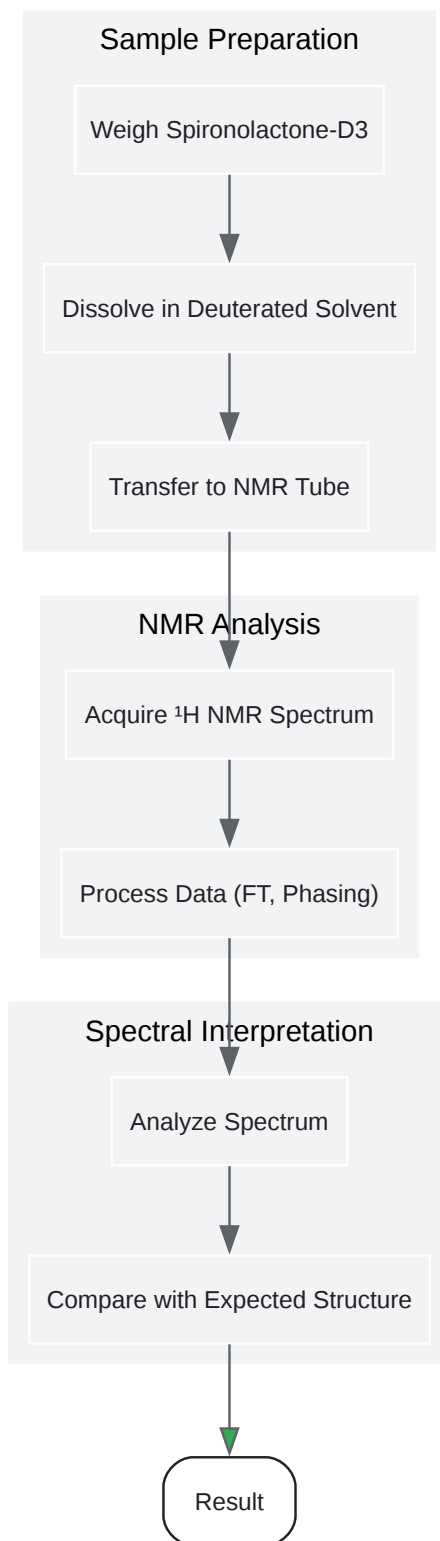 Sample Preparation
Weigh Spironolactone-D3
Dissolve in Deuterated Solvent
Transfer to NMR Tube
NMR Analysis
Acquire ¹H NMR Spectrum
Process Data (FT, Phasing)
Spectral Interpretation
Analyze Spectrum
Compare with Expected Structure
Result